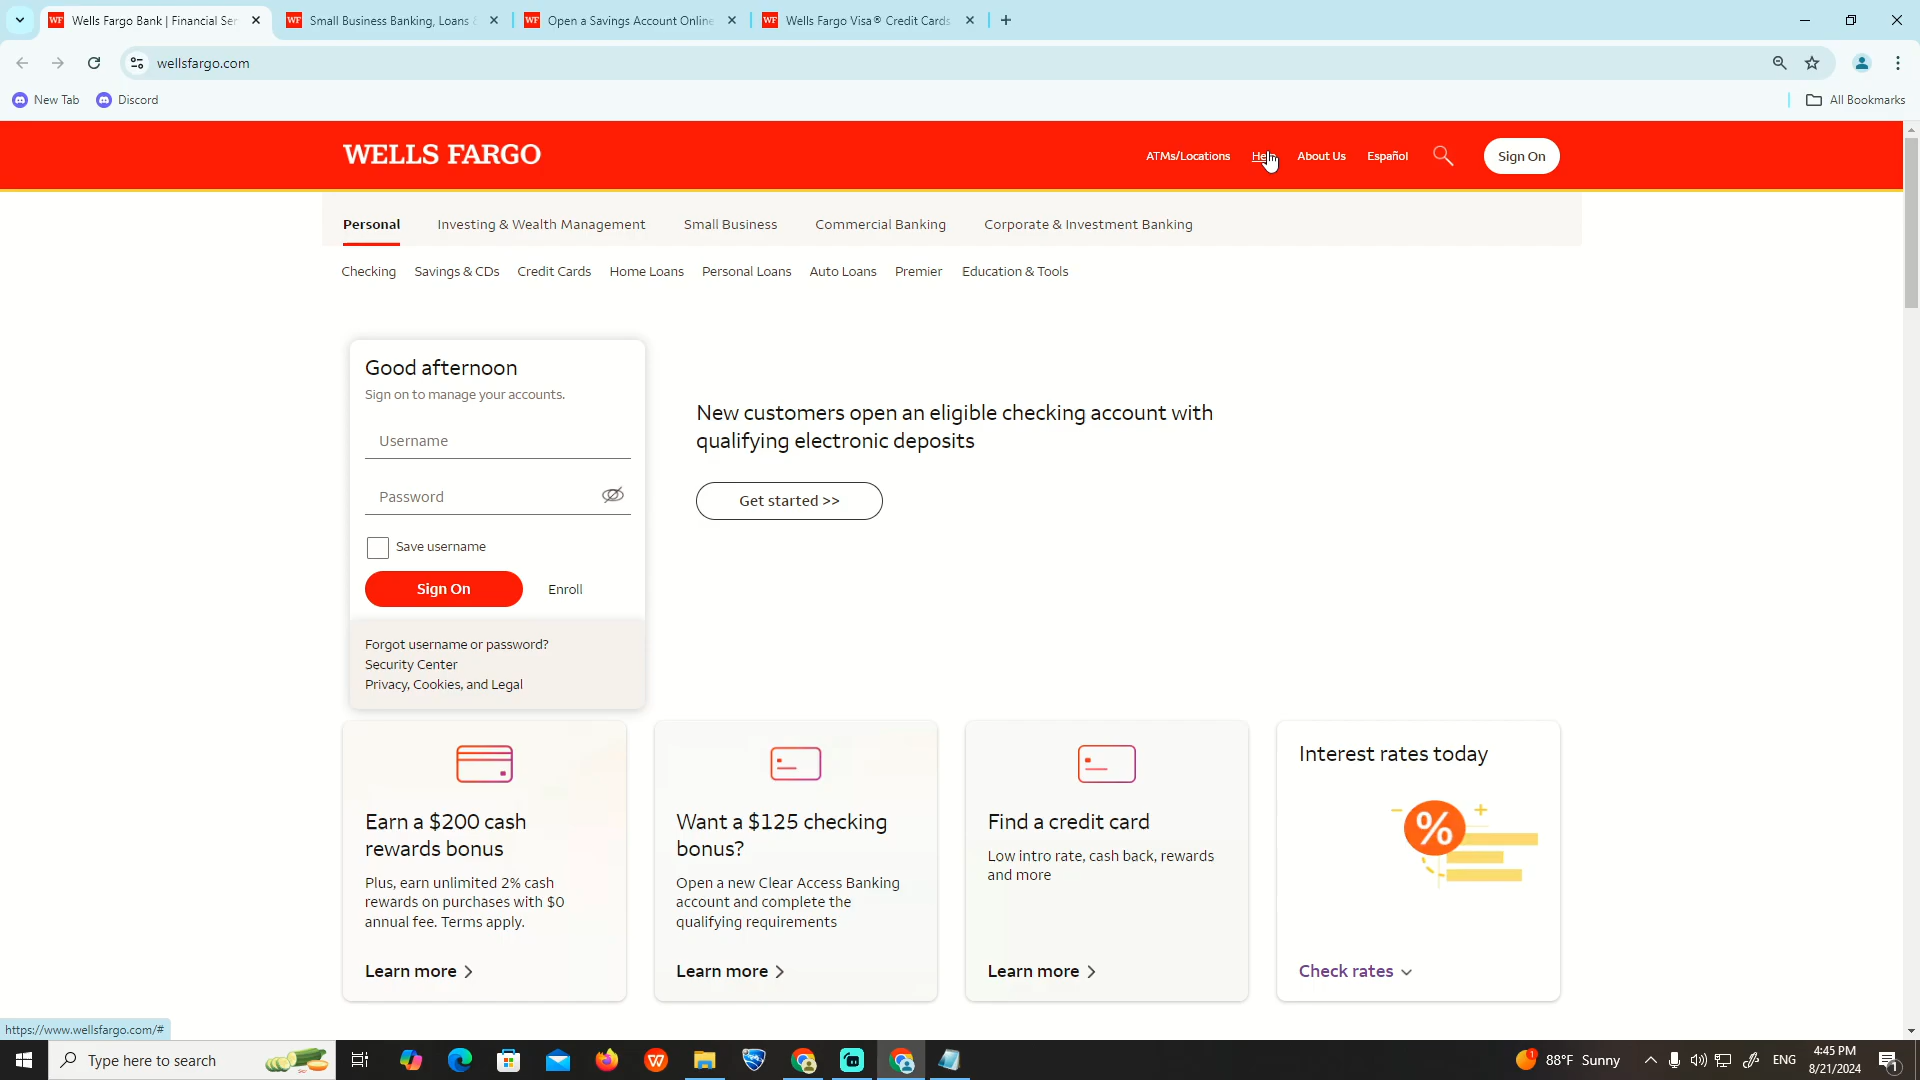 Wells Fargo Bank | Financial Ser
Small Business Banking, Loans &
Open a Savings Account Online
Wells Fargo Visa® Credit Cards
wellsfargo.com
New Tab
Discord
All Bookmarks
WELLS FARGO
ATMs/Locations
Help
About Us
Español
Sign On
Personal
Investing & Wealth Management
Small Business
Commercial Banking
Corporate & Investment Banking
Checking
Savings & CDs
Credit Cards
Home Loans
Personal Loans
Auto Loans
Premier
Education & Tools
Good afternoon
Sign on to manage your accounts.
Username
Password
Save username
Sign On
Enroll
Forgot username or password?
Security Center
Privacy, Cookies, and Legal
New customers open an eligible checking account with
qualifying electronic deposits
Get started >>
Earn a $200 cash
rewards bonus
Plus, earn unlimited 2% cash
rewards on purchases with $0
annual fee. Terms apply.
Learn more
Want a $125 checking
bonus?
Open a new Clear Access Banking
account and complete the
qualifying requirements
Learn more
Find a credit card
Low intro rate, cash back, rewards
and more
Learn more
Interest rates today
%
Check rates
https://www.wellsfargo.com/#
Type here to search
88°F Sunny
ENG
4:45 PM
8/21/2024